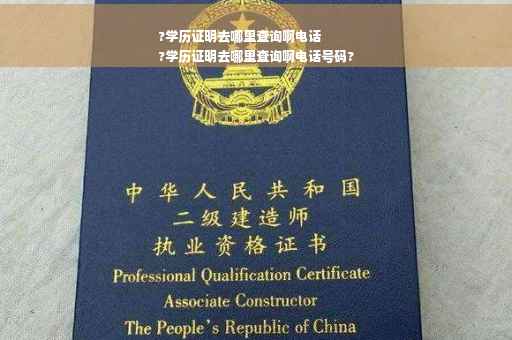 ?学历证明去哪里查询啊电话
?学历证明去哪里查询啊电话号码?
中华人民共和国
二级建造师
执业资格证书
Professional Qualification Certificate
Associate Constructor
The People's Republic of China